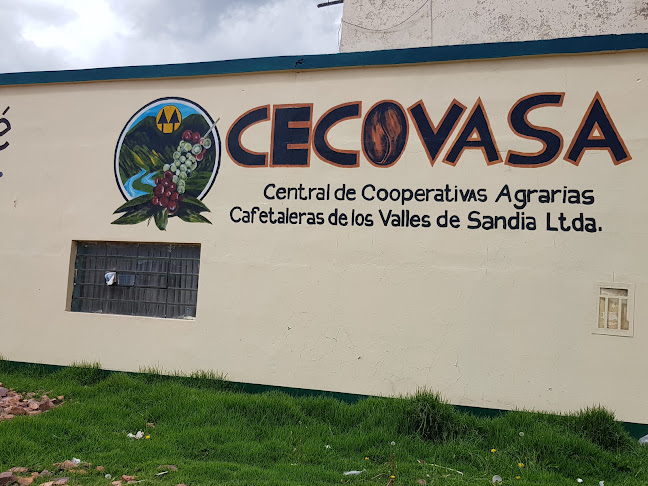 é
CECOVASA
Central de Cooperativas Agrarias
Cafetaleras de los Valles de Sandia Ltda.